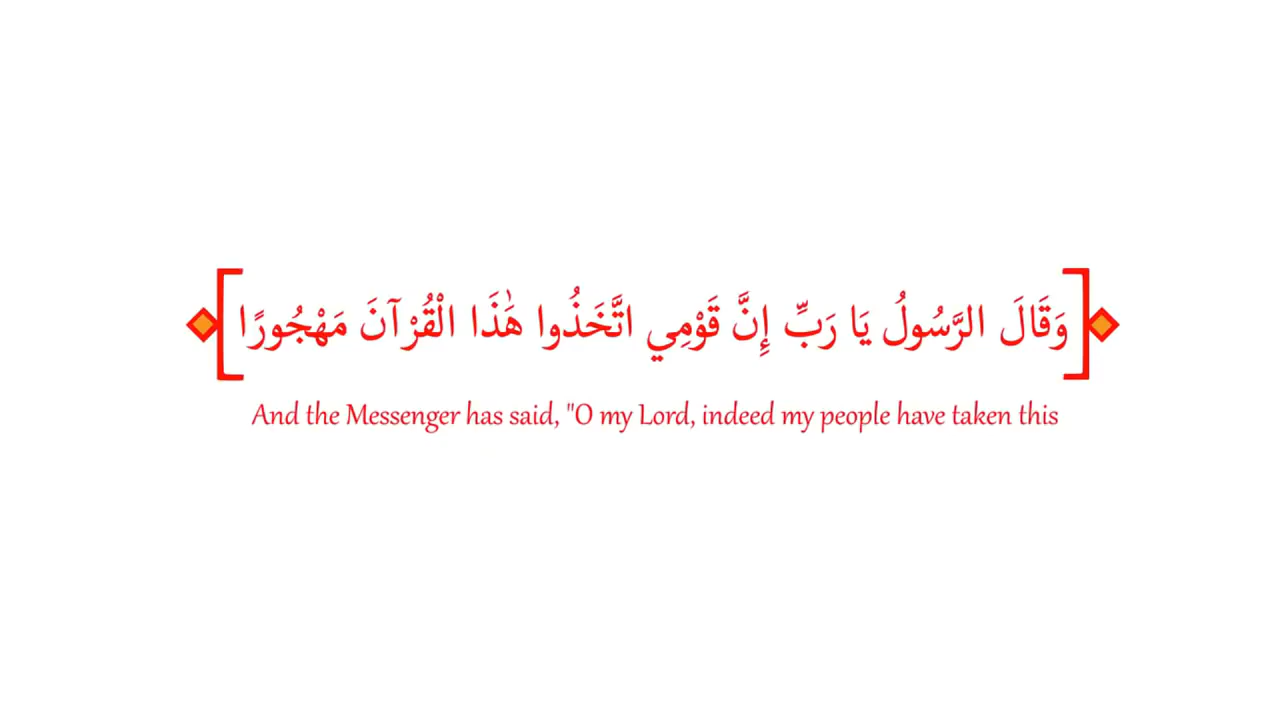 وَقَالَ الرَّسُولُ يَا رَبِّ إِنَّ قَوْمِي اتَّخَذُوا هَٰذَا الْقُرْآنَ مَهْجُورًا
And the Messenger has said, "O my Lord, indeed my people have taken this